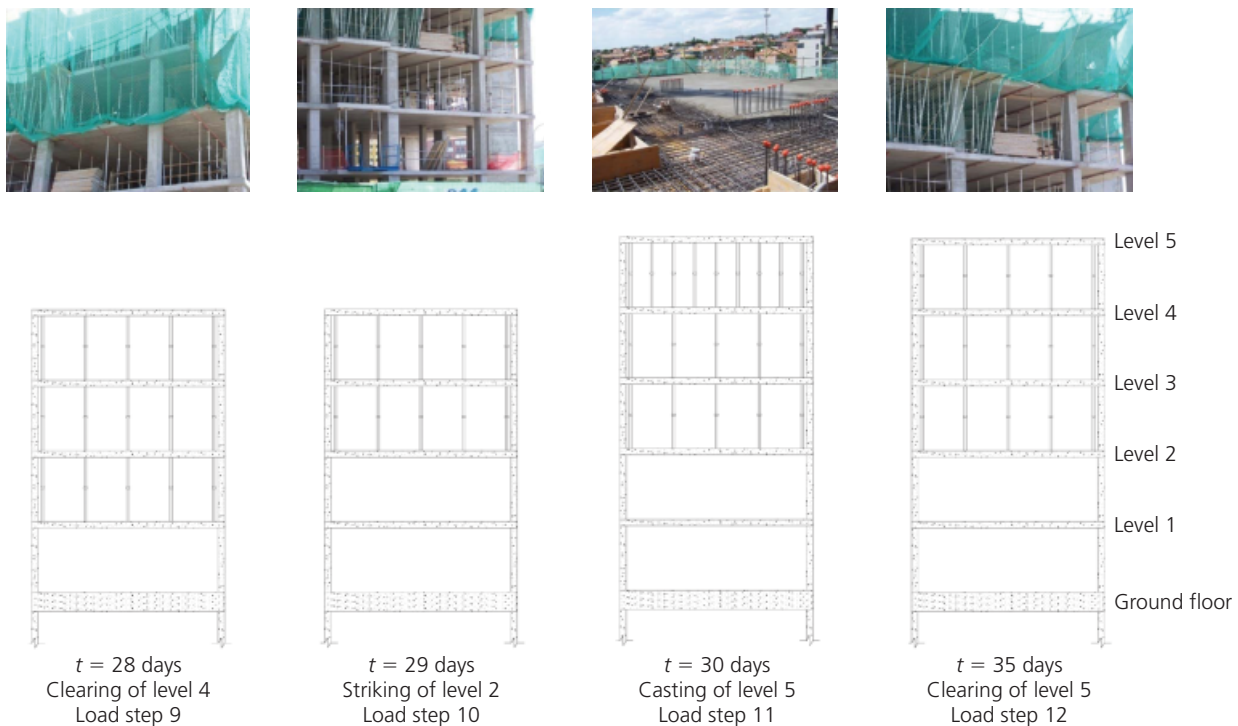 Level 5
Level 4
Level 3
Level 2
Level 1
Ground floor
t = 28 days
Clearing of level 4
Load step 9
t = 29 days
Striking of level 2
Load step 10
t = 30 days
Casting of level 5
Load step 11
t = 35 days
Clearing of level 5
Load step 12